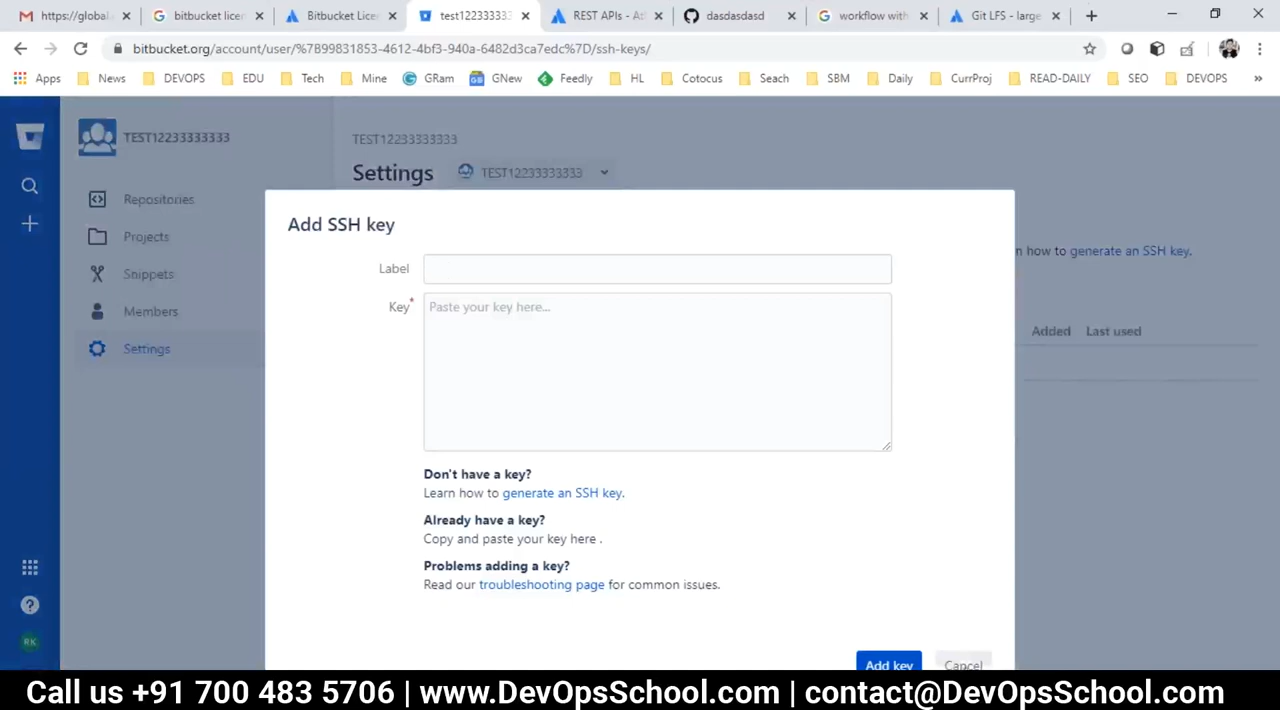 https://global.
bitbucket licer
Bitbucket Lice
test122333333
REST APIs - At
dasdasdasd
workflow with
Git LFS - large
bitbucket.org/account/user/%7B99831853-4612-4bf3-940a-6482d3ca7edc%7D/ssh-keys/
Apps
News
DEVOPS
EDU
Tech
Mine
GRam
GNew
Feedly
HL
Cotocus
Seach
SBM
Daily
CurrProj
READ-DAILY
SEO
DEVOPS
TEST12233333333
TEST12233333333
Settings
TEST12233333333
Repositories
Projects
Snippets
Members
Settings
n how to generate an SSH key.
Added Last used
Add SSH key
Label
Key*
Paste your key here...
Don't have a key?
Learn how to generate an SSH key.
Already have a key?
Copy and paste your key here .
Problems adding a key?
Read our troubleshooting page for common issues.
Add key
Cancel
RK
Call us +91 700 483 5706 | www.DevOpsSchool.com | contact@DevOpsSchool.com